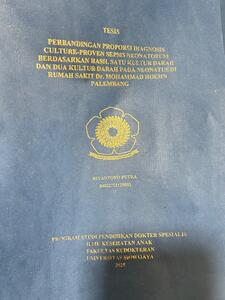 TESIS
PERBANDINGAN PROPORSI DIAGNOSIS
CULTURE-PROVEN SEPSIS NEONATORUM
BERDASARKAN HASIL SATU KULTUR DARAH
DAN DUA KULTUR DARAH PADA NEONATUS DI
RUMAH SAKIT Dr. MOHAMMAD HOESIN
PALEMBANG
PUTRA
PROGRAM STUDI PENDIDIKAN DOKTER SPESIALIS
ILMU KESEHATAN ANAK
FAKULTAS KEDOKTERAN
UNIVERSITAS SRIWIJAYA
2025